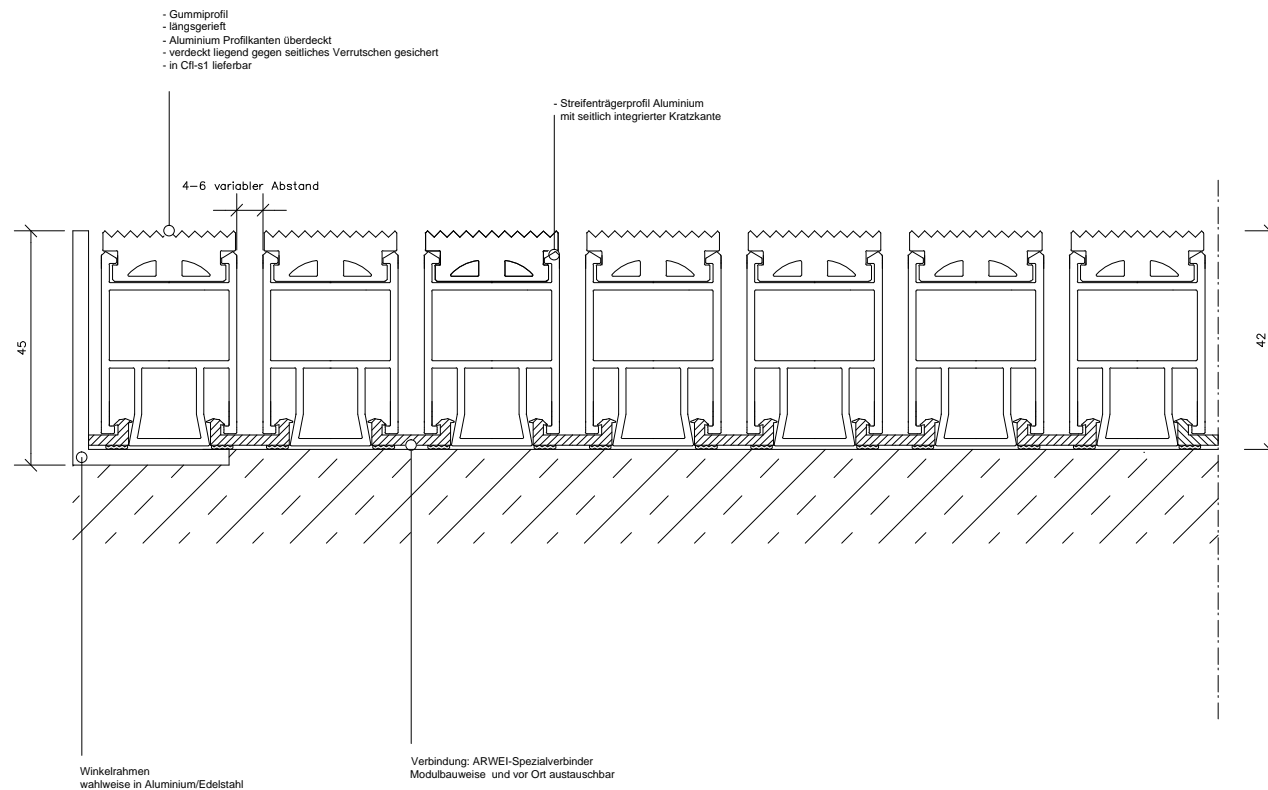 - Gummiprofil
- längsgerieft
- Aluminium Profilkanten überdeckt
- verdeckt liegend gegen seitliches Verrutschen gesichert
- in Cfl-s1 lieferbar
- Streifenträgerprofil Aluminium
mit seitlich integrierter Kratzkante
4-6 variabler Abstand
45
42
Winkelrahmen
wahlweise in Aluminium/Edelstahl
Verbindung: ARWEI-Spezialverbinder
Modulbauweise und vor Ort austauschbar